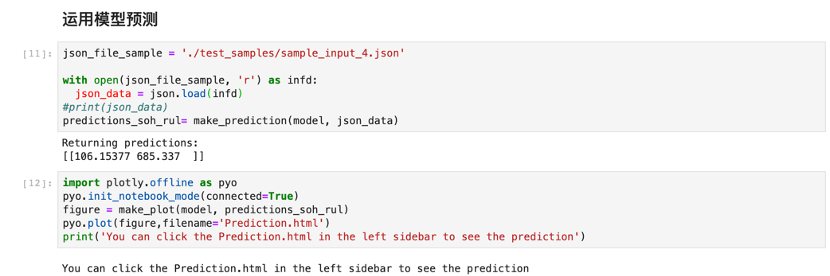 运用模型预测
[11]:
json_file_sample = './test_samples/sample_input_4.json'
with open(json_file_sample, 'r') as infd:
  json_data = json.load(infd)
#print(json_data)
predictions_soh_rul= make_prediction(model, json_data)
Returning predictions:
[[106.15377 685.337  ]]
[12]:
import plotly.offline as pyo
pyo.init_notebook_mode(connected=True)
figure = make_plot(model, predictions_soh_rul)
pyo.plot(figure,filename='Prediction.html')
print('You can click the Prediction.html in the left sidebar to see the prediction')
You can click the Prediction.html in the left sidebar to see the prediction